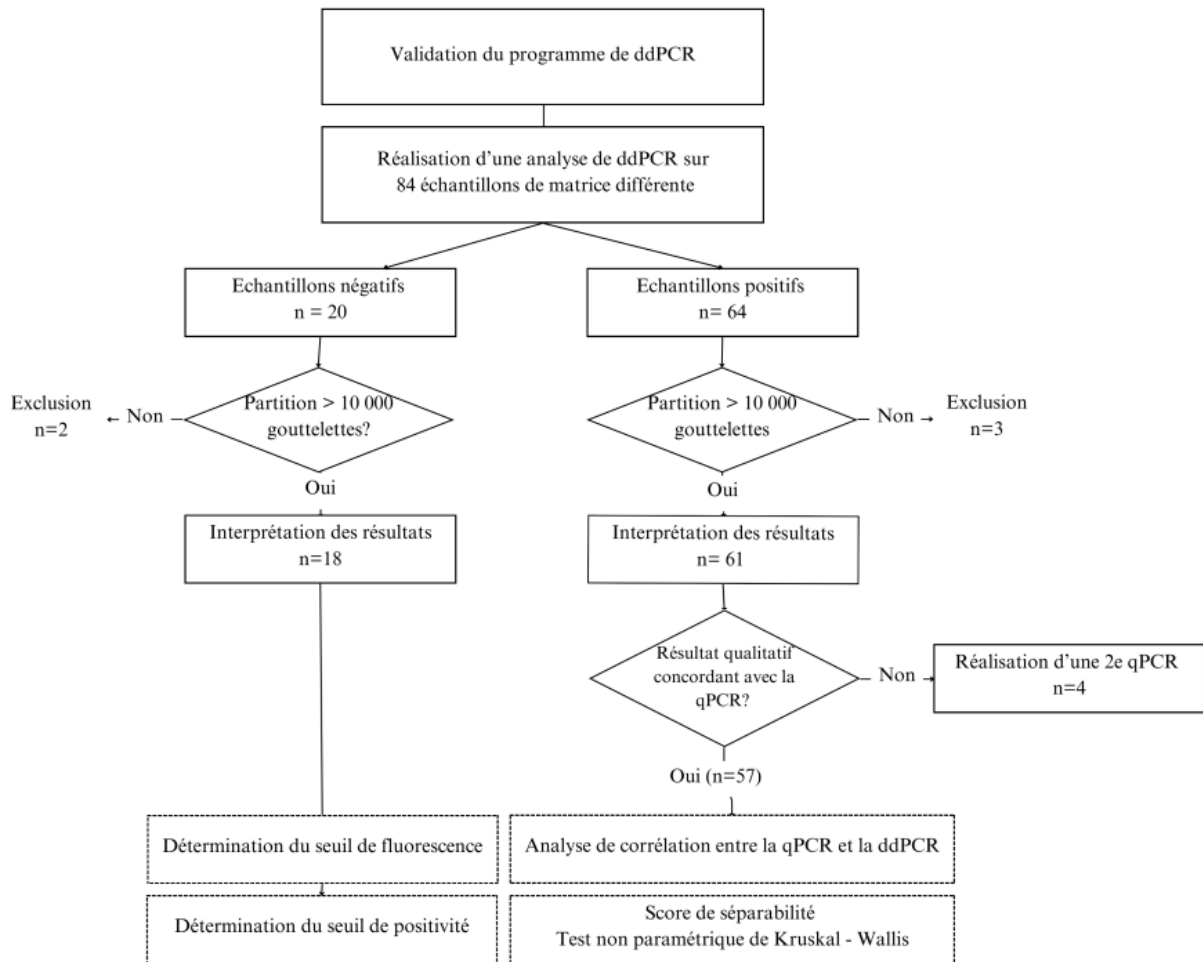 Validation du programme de ddPCR
Réalisation d’une analyse de ddPCR sur
84 échantillons de matrice différente
Echantillons négatifs
n = 20
Echantillons positifs
n= 64
Partition > 10 000
gouttelettes?
Non
Exclusion
n=2
Partition > 10 000
gouttelettes
Non
Exclusion
n=3
Oui
Oui
Interprétation des résultats
n=18
Interprétation des résultats
n= 61
Résultat qualitatif
concordant avec la
qPCR?
Non
Réalisation d’une 2e qPCR
n=4
Oui (n=57)
Détermination du seuil de fluorescence
Analyse de corrélation entre la qPCR et la ddPCR
Détermination du seuil de positivité
Score de séparabilité
Test non paramétrique de Kruskal - Wallis